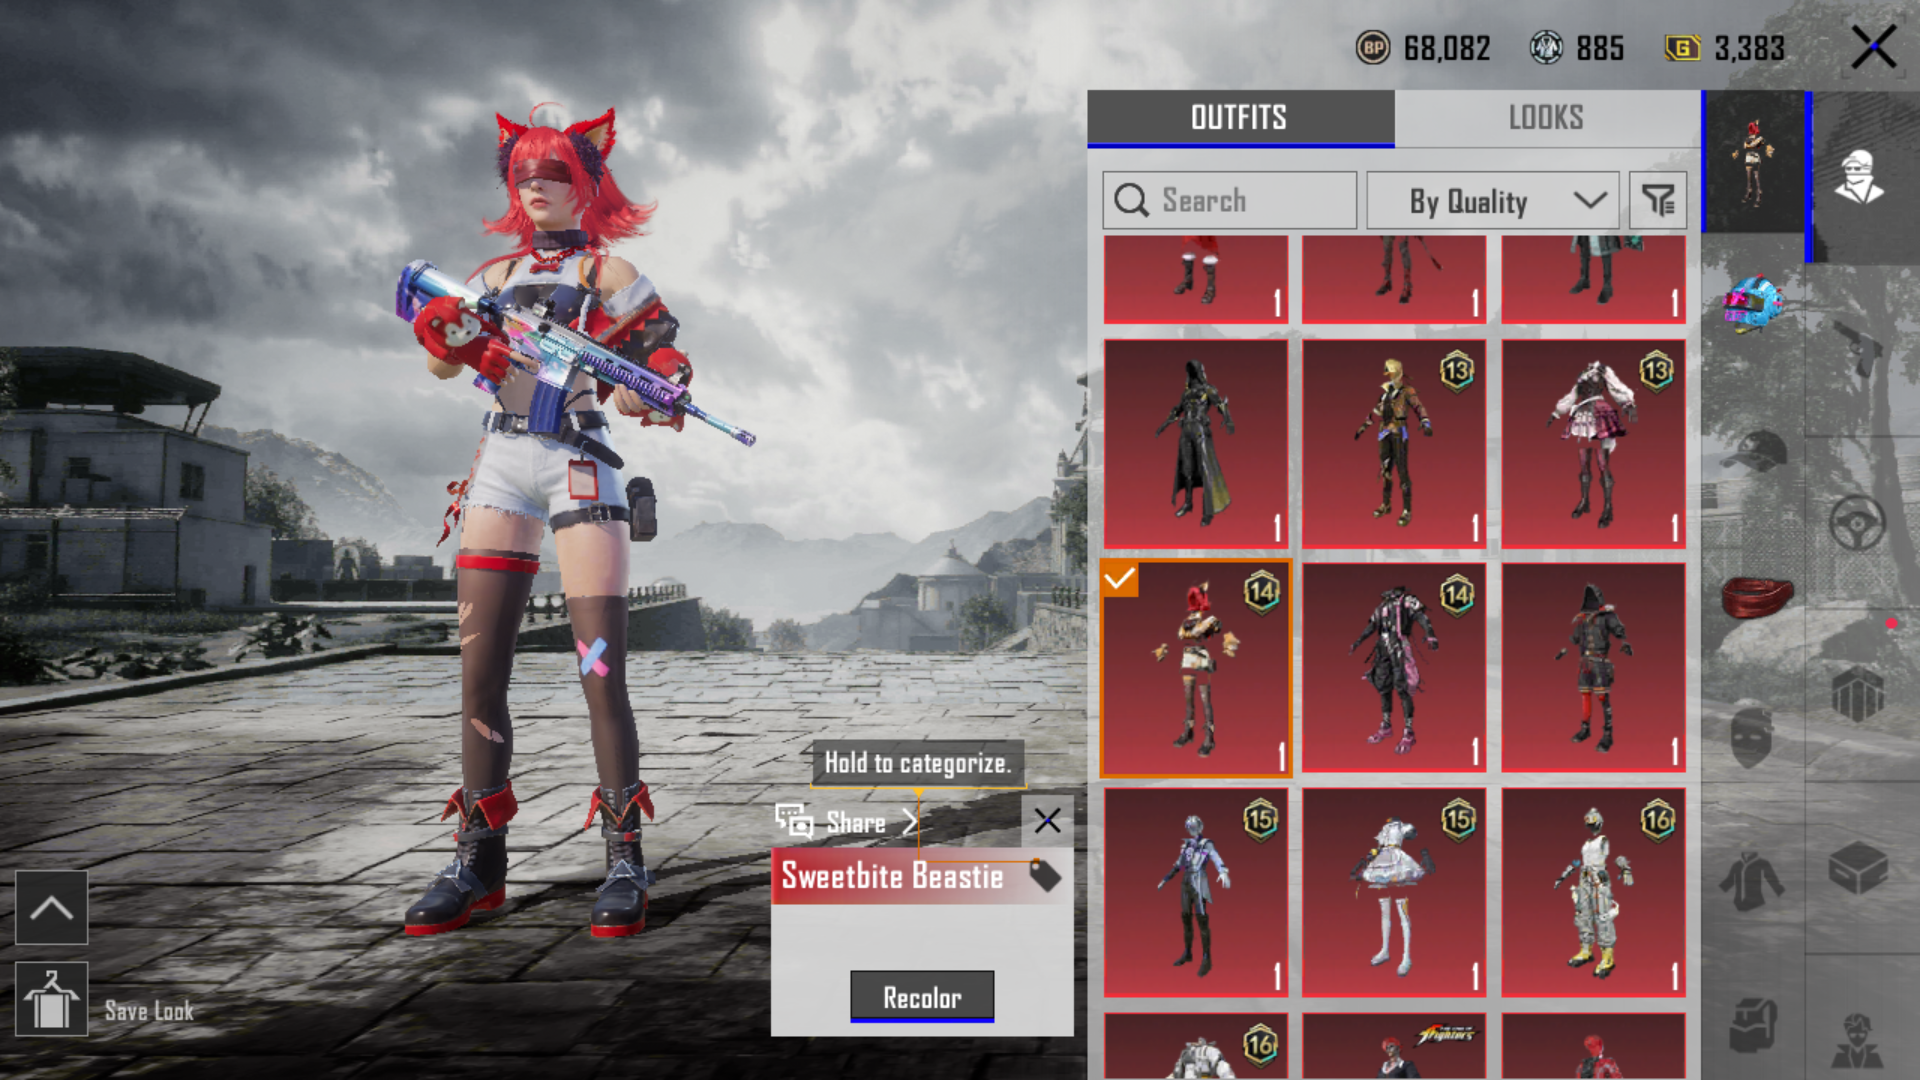 BP 68,082 885 G 3,383
OUTFITS LOOKS
Search By Quality
1 1 1
13 13
1 1 1
14 14
1 1 1
15 15 16
1 1 1
16 Fighters
Hold to categorize.
Share
Sweetbite Beastie
Recolor
Save Look